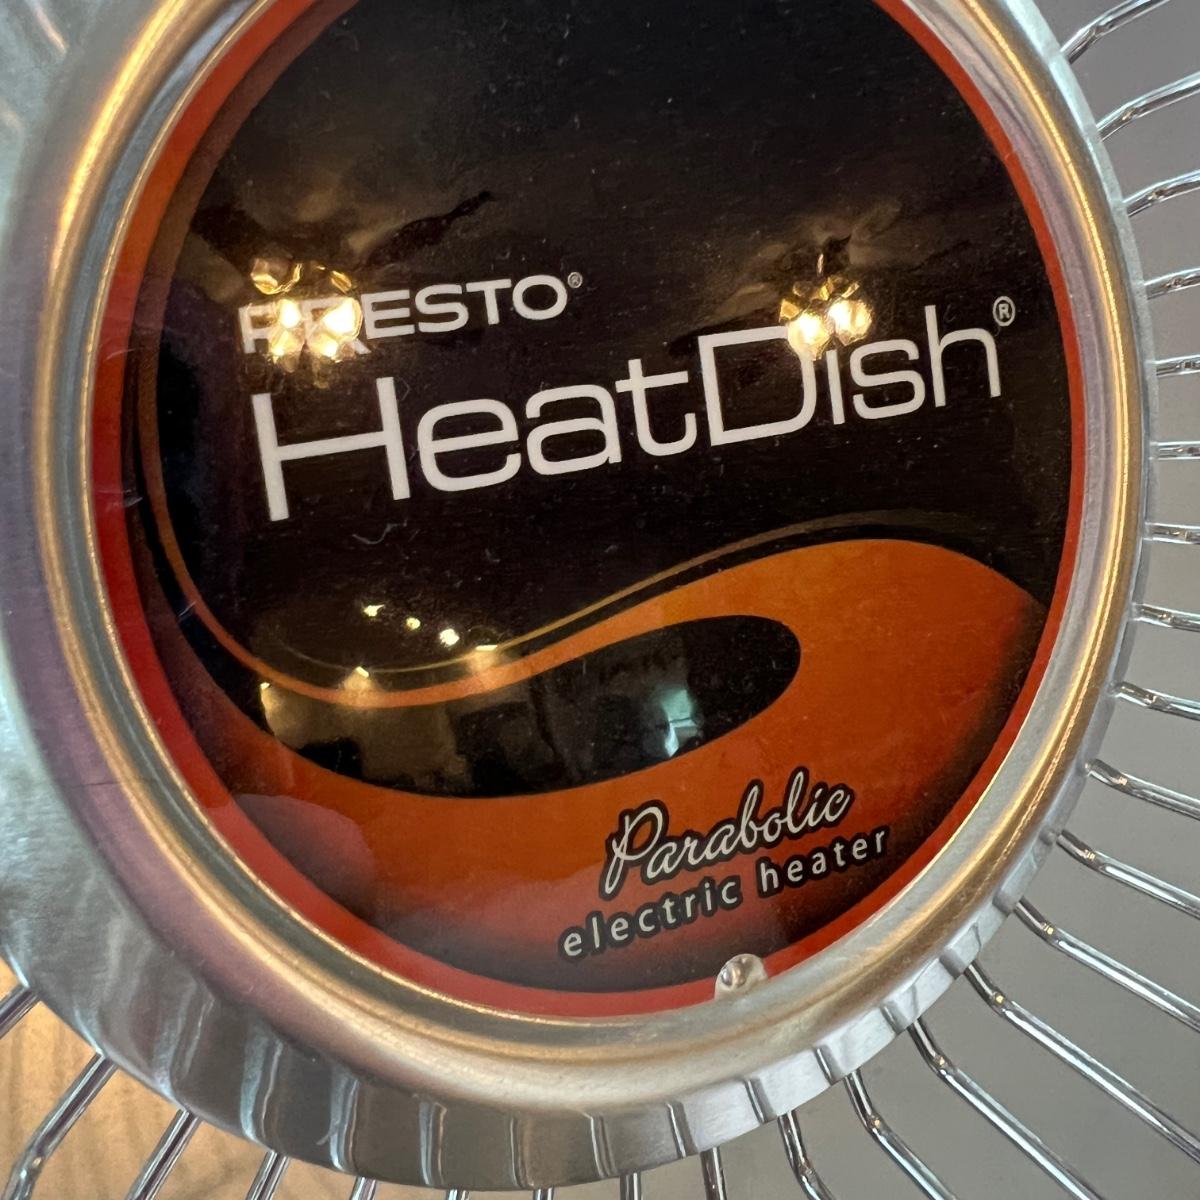 PRESTO®
HeatDish®
Parabolic
electric heater